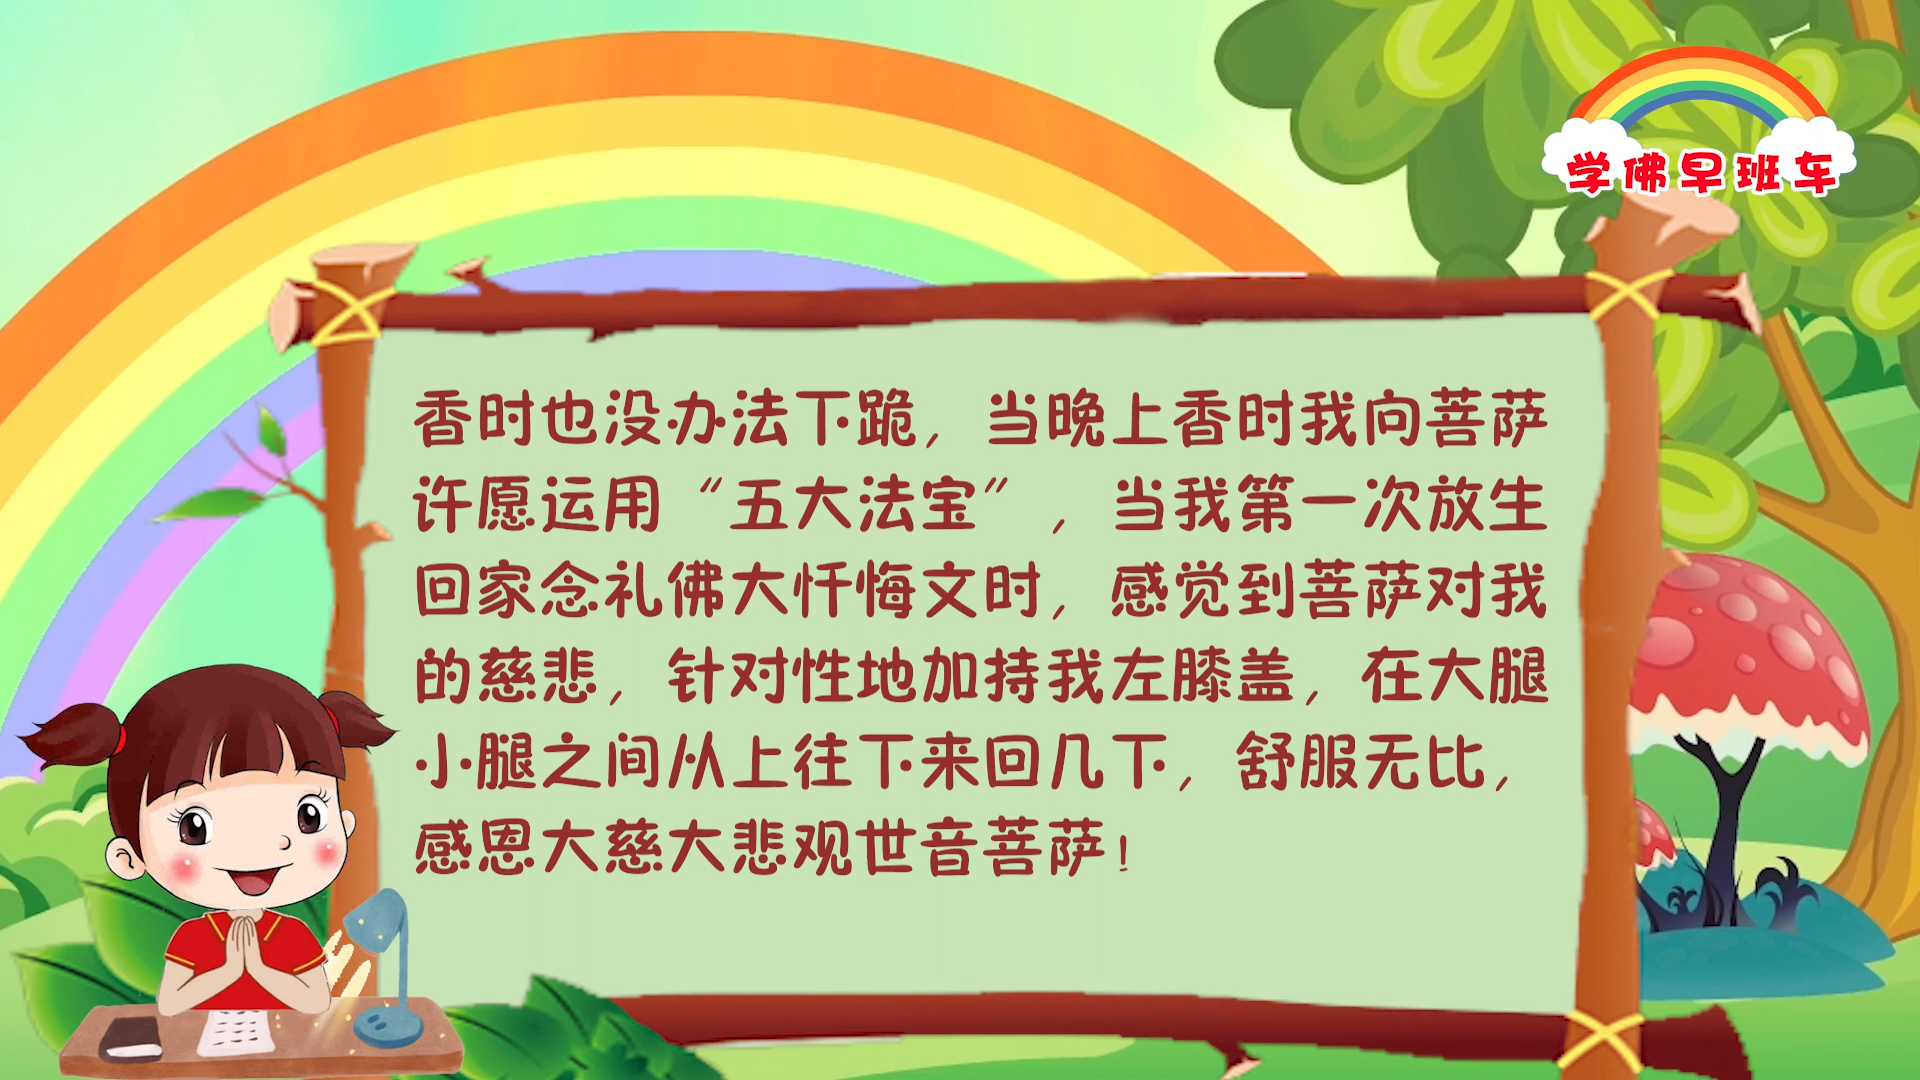 学佛早班车
香时也没办法下跪，当晚上香时我向菩萨
许愿运用“五大法宝”，当我第一次放生
回家念礼佛大忏悔文时，感觉到菩萨对我
的慈悲，针对性地加持我左膝盖，在大腿
小腿之间从上往下来回几下，舒服无比，
感恩大慈大悲观世音菩萨！